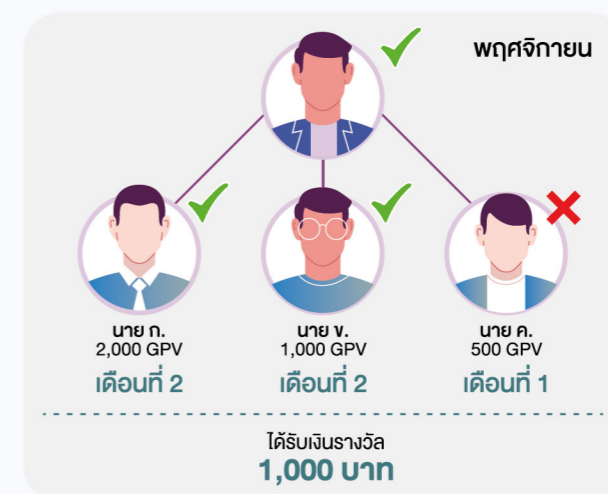 พฤศจิกายน
นาย ก.
2,000 GPV
เดือนที่ 2
นาย ข.
1,000 GPV
เดือนที่ 2
นาย ค.
500 GPV
เดือนที่ 1
ได้รับเงินรางวัล
1,000 บาท